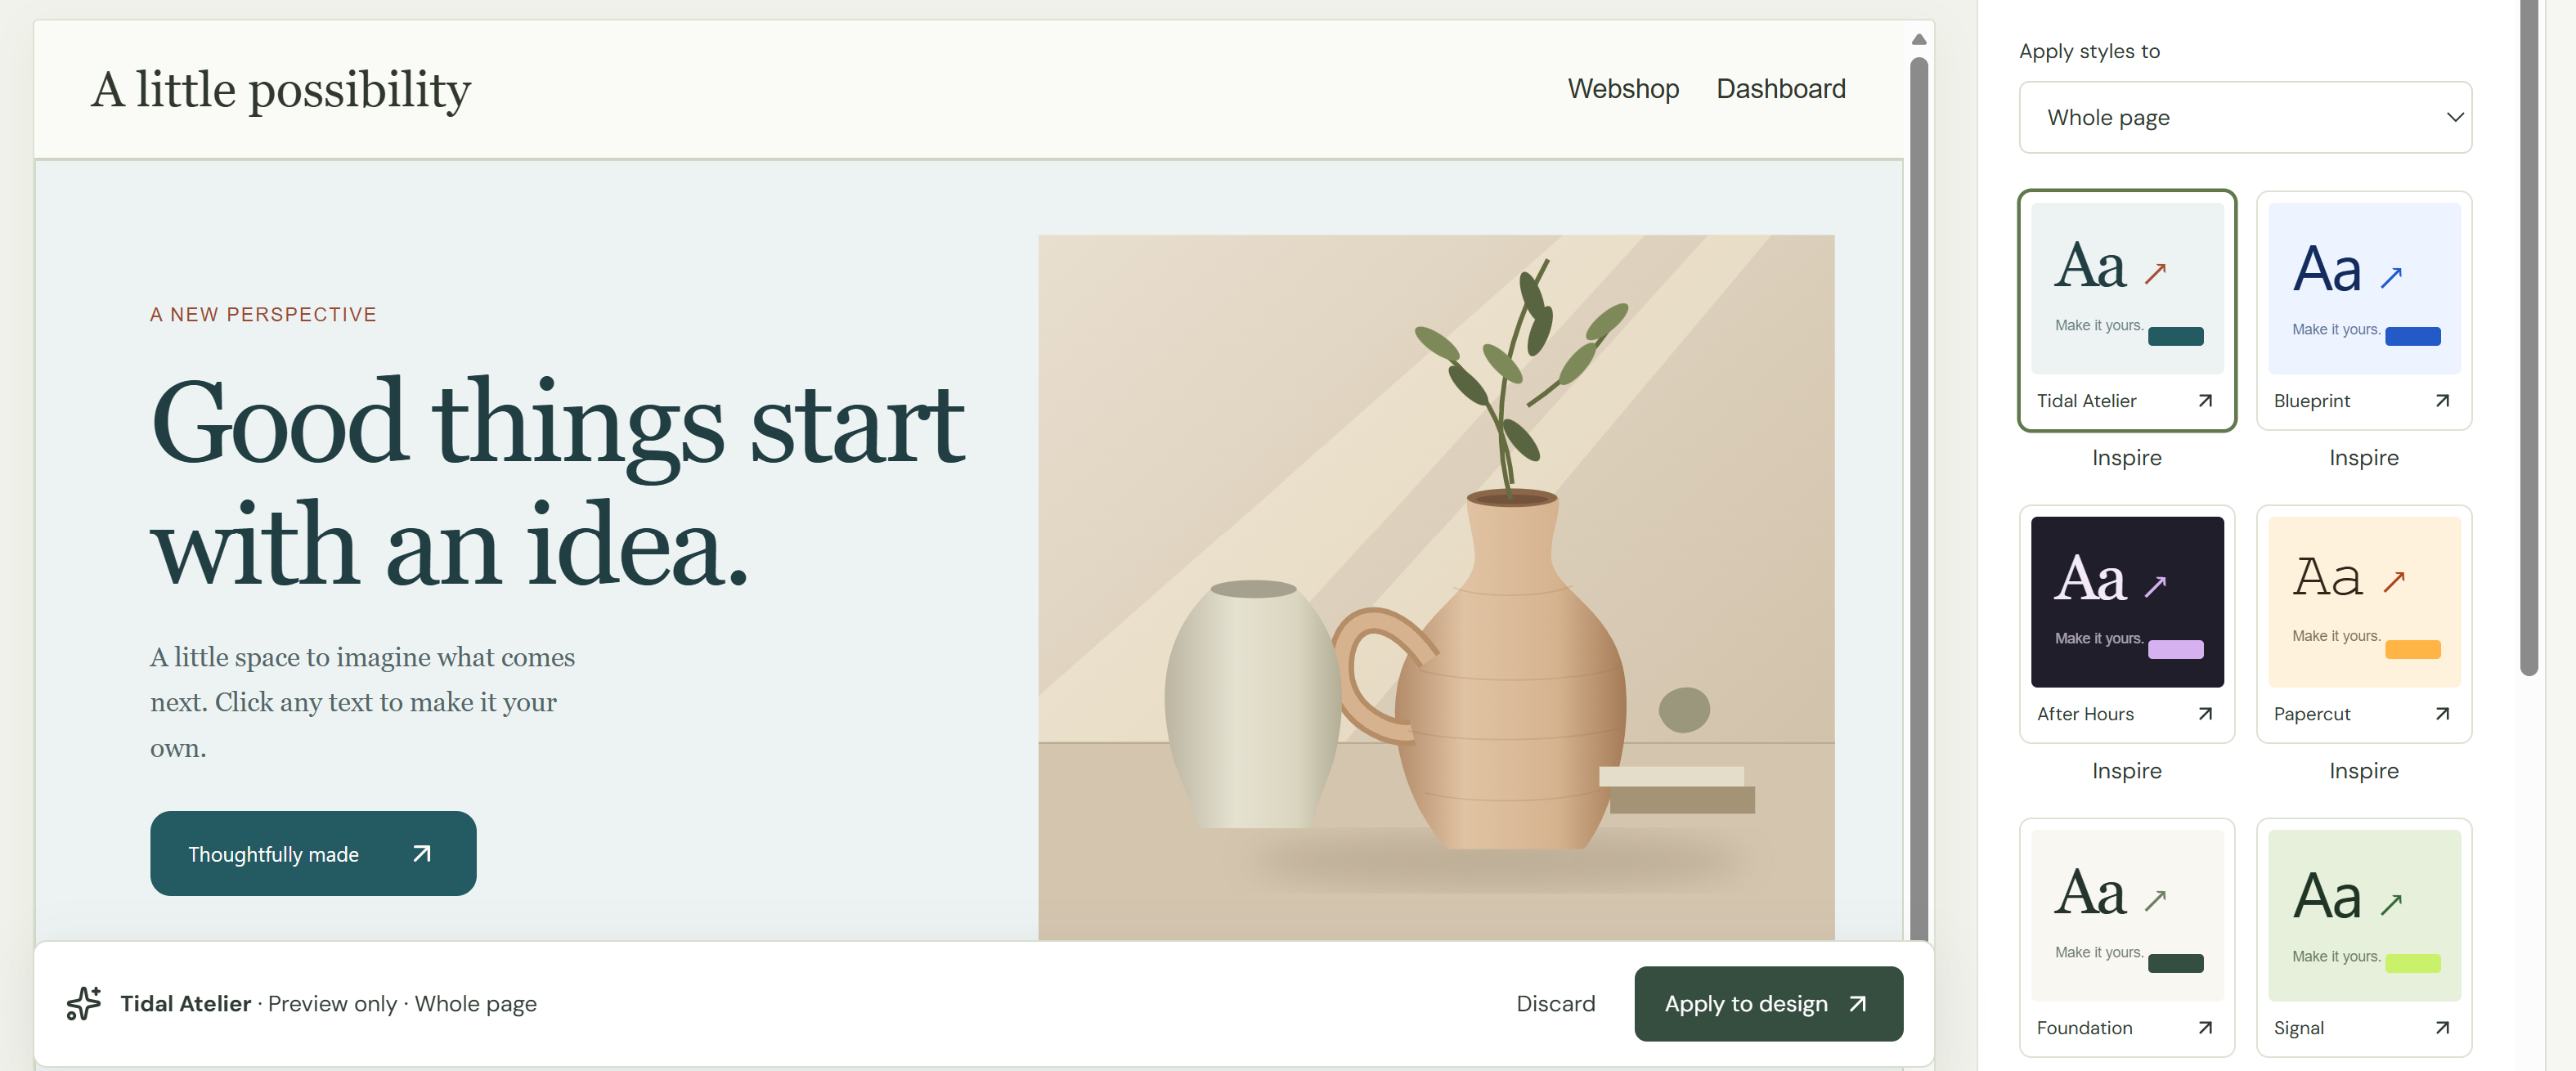 A little possibility
Webshop
Dashboard
A NEW PERSPECTIVE
Good things start
with an idea.
A little space to imagine what comes
next. Click any text to make it your
own.
Thoughtfully made
Tidal Atelier · Preview only · Whole page
Discard
Apply to design
Apply styles to
Whole page
Aa
Make it yours.
Tidal Atelier
Inspire
Aa
Make it yours.
Blueprint
Inspire
Aa
Make it yours.
After Hours
Inspire
Aa
Make it yours.
Papercut
Inspire
Aa
Make it yours.
Foundation
Aa
Make it yours.
Signal